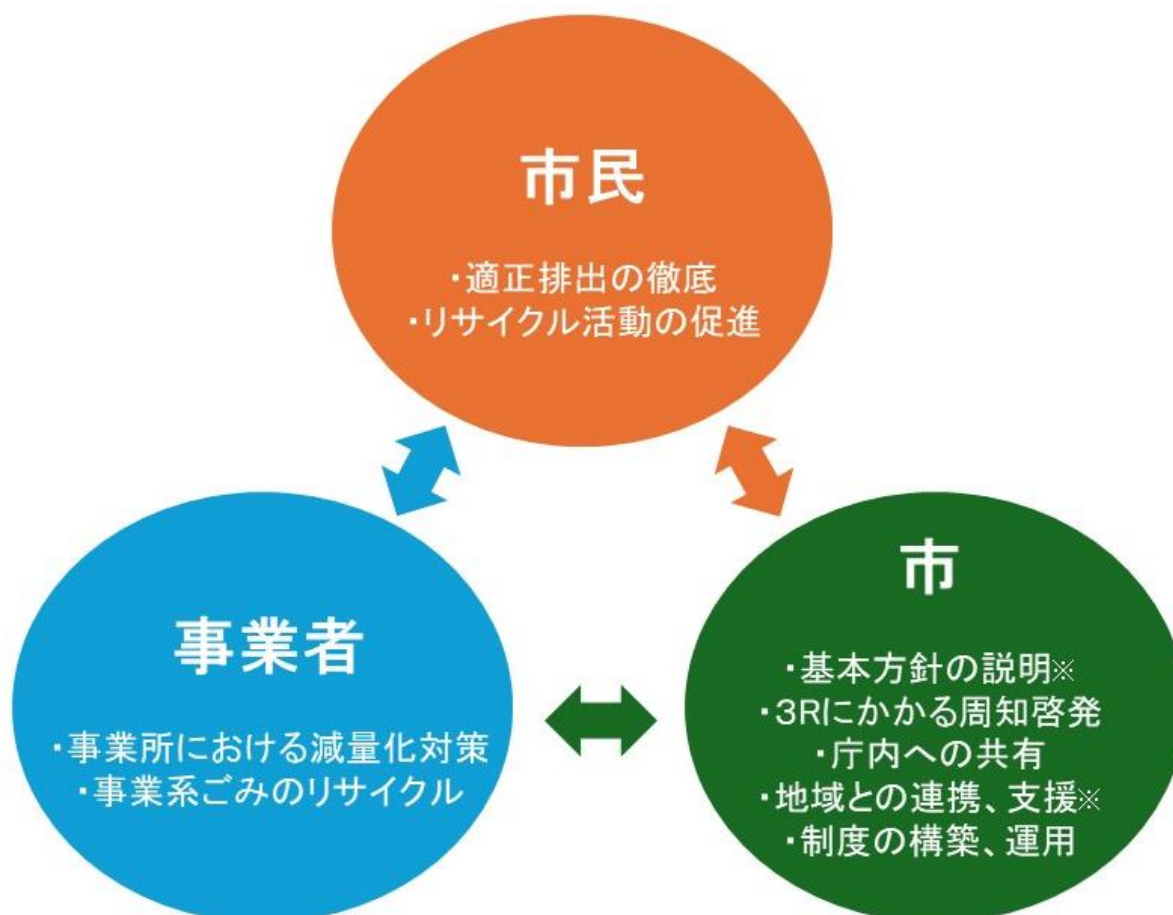 市民
・適正排出の徹底
・リサイクル活動の促進
事業者
・事業所における減量化対策
・事業系ごみのリサイクル
市
・基本方針の説明※
・3Rにかかる周知啓発
・庁内への共有
・地域との連携、支援※
・制度の構築、運用